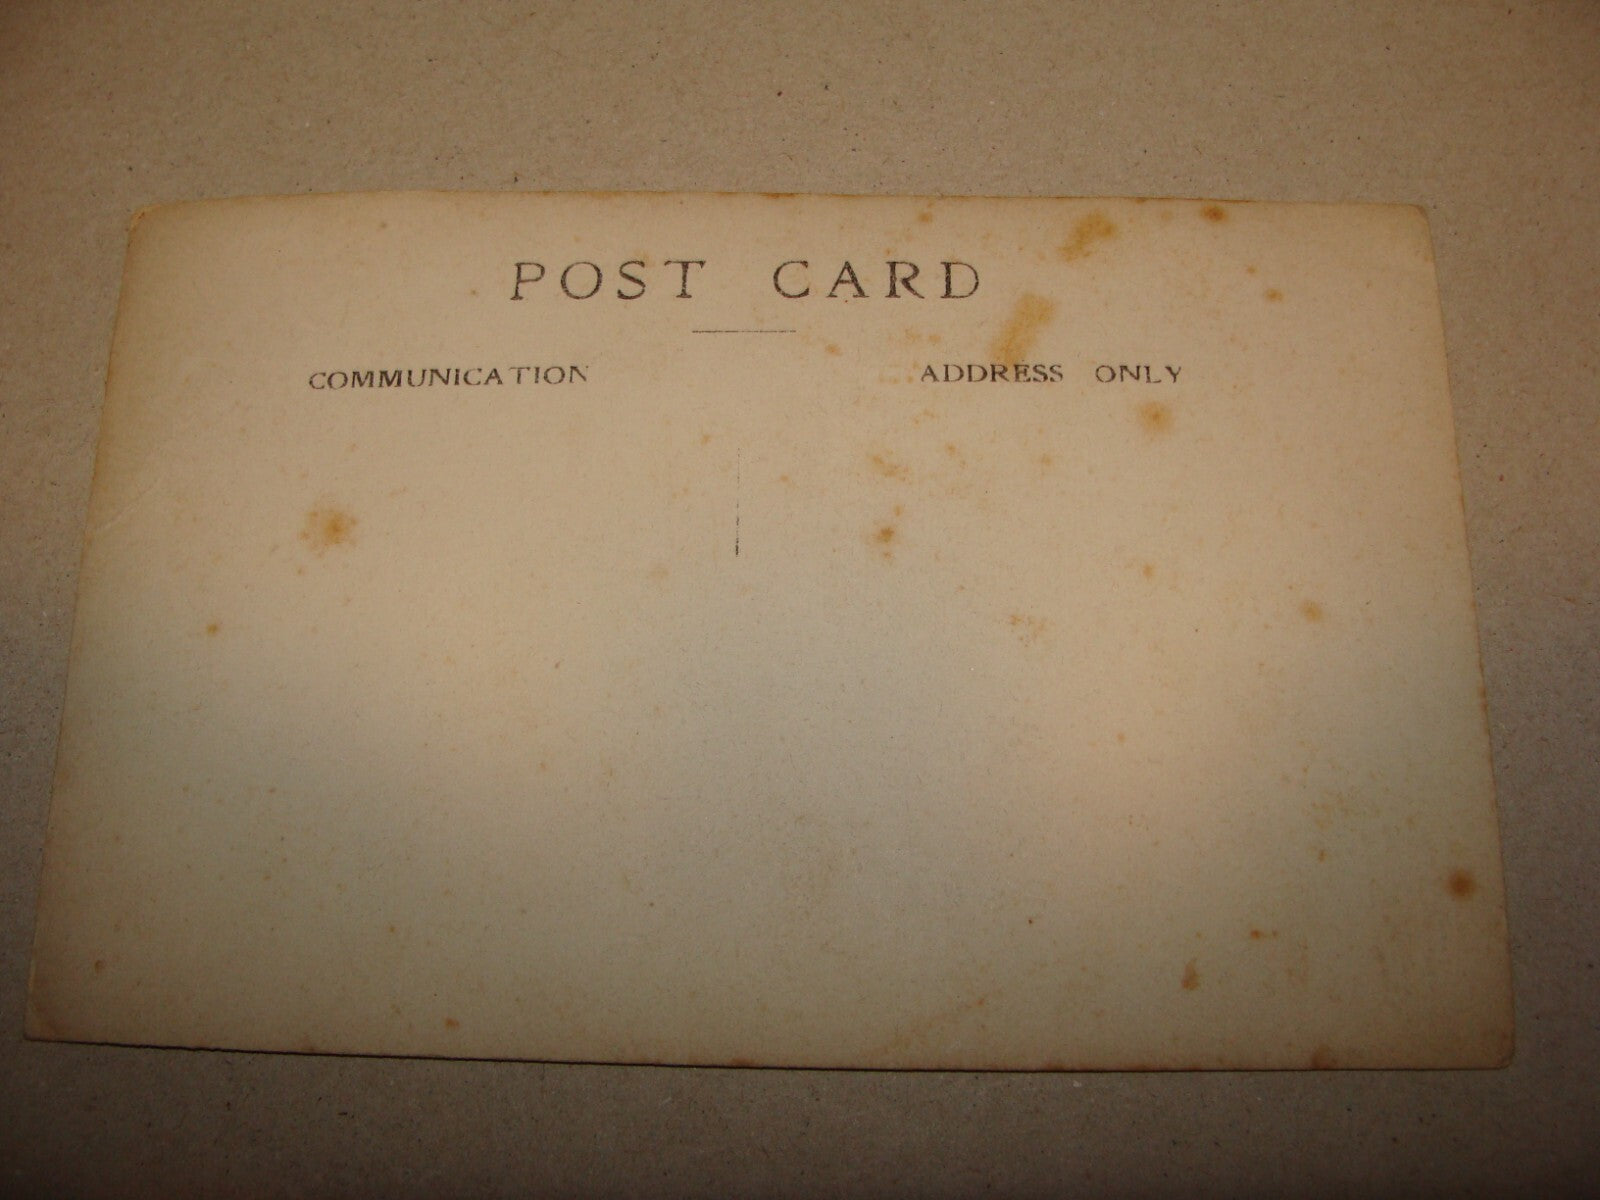 POST CARD
COMMUNICATION
ADDRESS ONLY